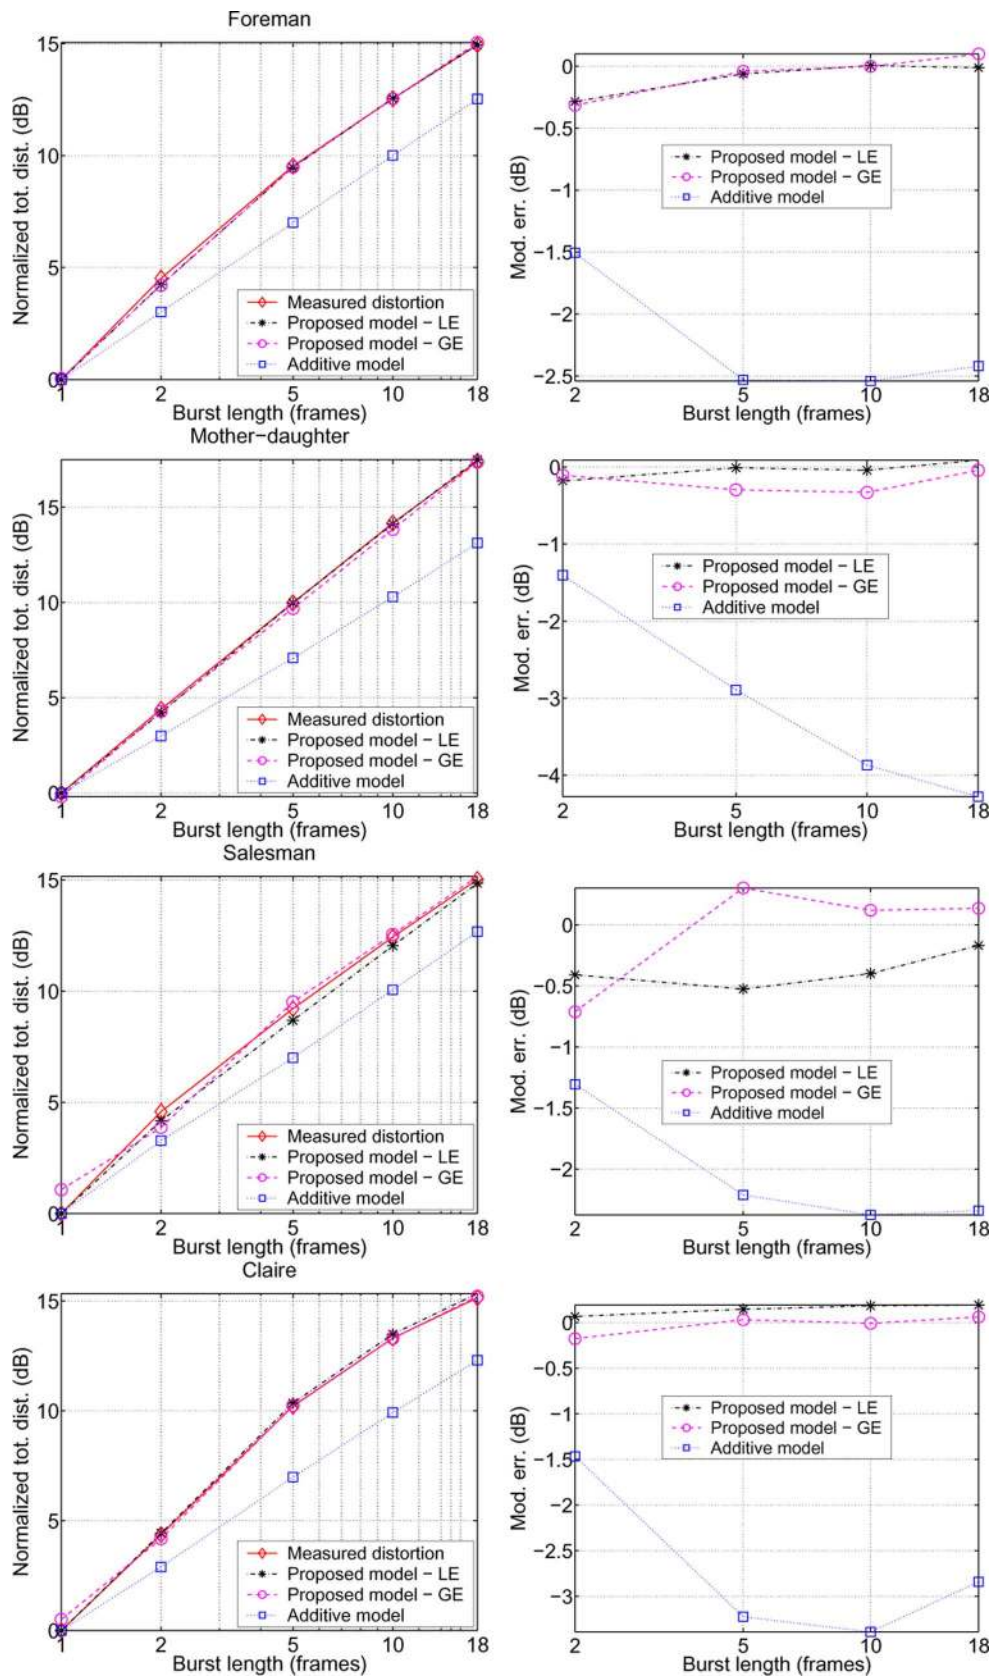 Foreman
Normalized tot. dist. (dB)
15
10
5
0
1 2 5 10 18
Burst length (frames)
Measured distortion
Proposed model − LE
Proposed model − GE
Additive model
Mod. err. (dB)
0
−0.5
−1
−1.5
−2
−2.5
2 5 10 18
Burst length (frames)
Proposed model − LE
Proposed model − GE
Additive model
Mother−daughter
Normalized tot. dist. (dB)
15
10
5
0
1 2 5 10 18
Burst length (frames)
Measured distortion
Proposed model − LE
Proposed model − GE
Additive model
Mod. err. (dB)
0
−1
−2
−3
−4
2 5 10 18
Burst length (frames)
Proposed model − LE
Proposed model − GE
Additive model
Salesman
Normalized tot. dist. (dB)
15
10
5
0
1 2 5 10 18
Burst length (frames)
Measured distortion
Proposed model − LE
Proposed model − GE
Additive model
Mod. err. (dB)
0
−0.5
−1
−1.5
−2
2 5 10 18
Burst length (frames)
Proposed model − LE
Proposed model − GE
Additive model
Claire
Normalized tot. dist. (dB)
15
10
5
0
1 2 5 10 18
Burst length (frames)
Measured distortion
Proposed model − LE
Proposed model − GE
Additive model
Mod. err. (dB)
0
−0.5
−1
−1.5
−2
−2.5
−3
2 5 10 18
Burst length (frames)
Proposed model − LE
Proposed model − GE
Additive model